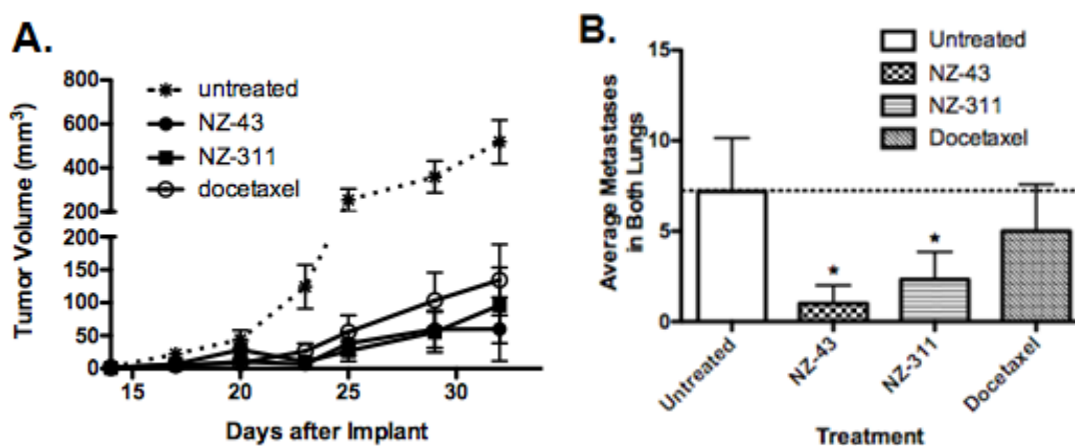 A.
800
600
400
200
200
150
100
50
0
Tumor Volume (mm³)
untreated
NZ-43
NZ-311
docetaxel
15
20
25
30
Days after Implant
B.
15
10
5
0
Average Metastases
in Both Lungs
Untreated
NZ-43
NZ-311
Docetaxel
*
*
Untreated
NZ-43
NZ-311
Docetaxel
Treatment